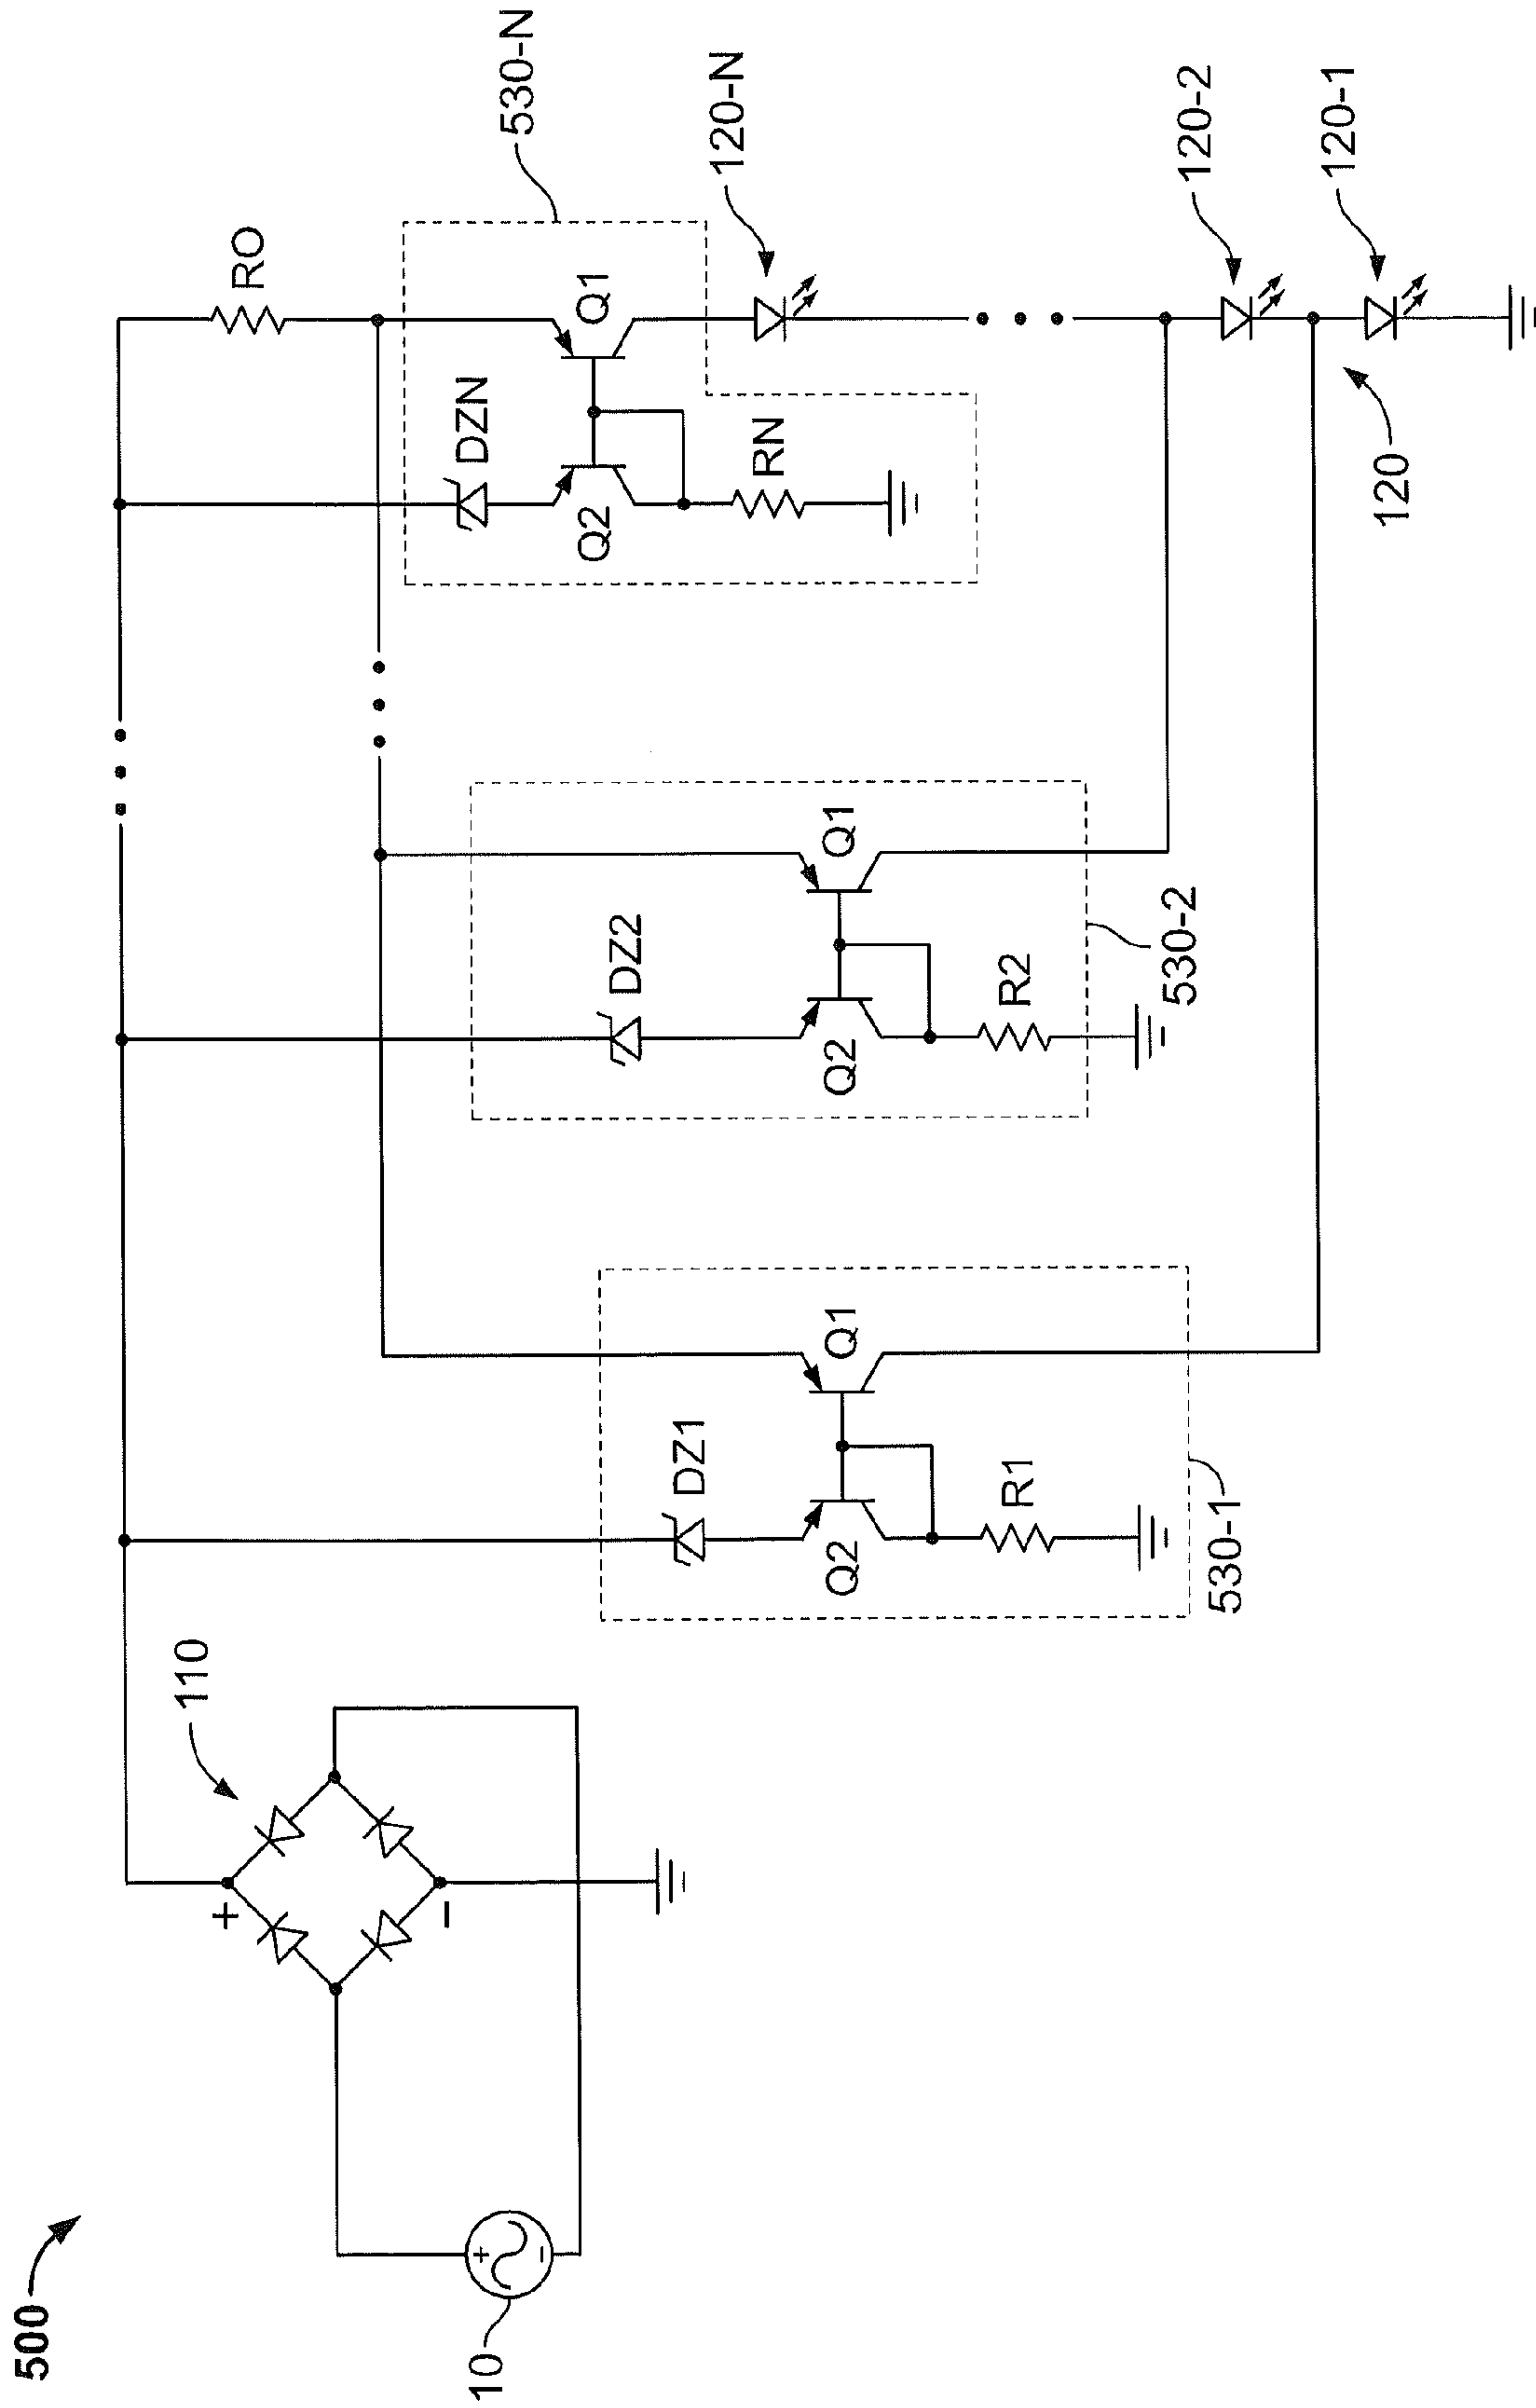 500
10
110
+
−
+
−
530-1
DZ1
Q2
Q1
R1
530-2
DZ2
Q2
Q1
R2
530-N
DZN
Q2
Q1
RN
RO
120-N
120-2
120-1
120